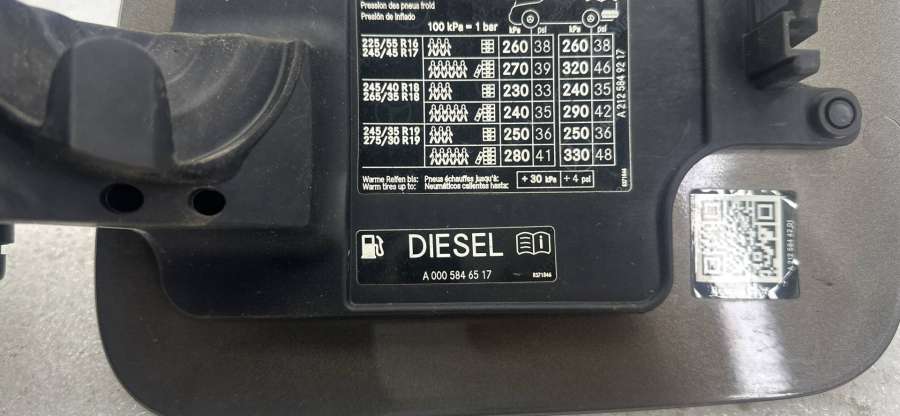 Pression des pneus froid
Presión de inflado
100 kPa = 1 bar
kPa psi kPa psi
225/55 R16
245/45 R17
260 38 260 38
270 39 320 46
245/40 R18
265/35 R18
230 33 240 35
240 35 290 42
245/35 R19
275/30 R19
250 36 250 36
280 41 330 48
Warme Reifen bis: Pneus échauffés jusqu'à:
Warm tires up to: Neumáticos calientes hasta:
+ 30 kPa + 4 psi
A 212 584 92 17
DIESEL
A 000 584 65 17